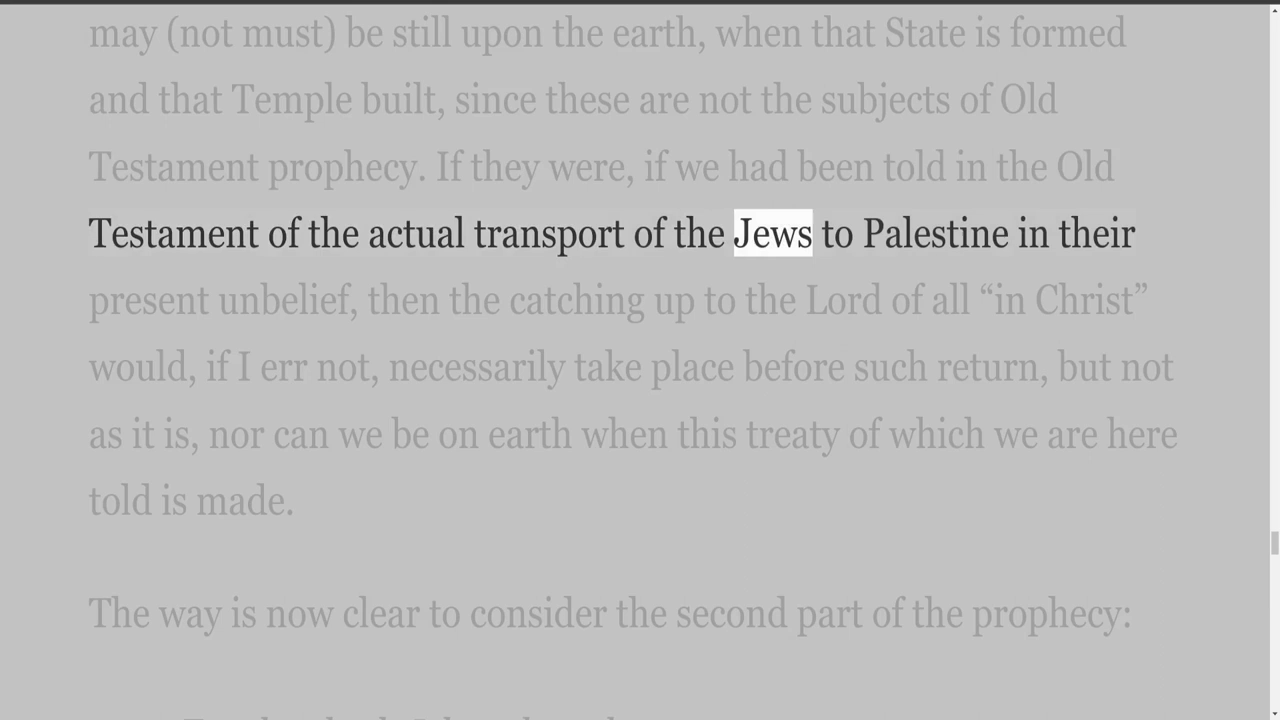 may (not must) be still upon the earth, when that State is formed
and that Temple built, since these are not the subjects of Old
Testament prophecy. If they were, if we had been told in the Old
Testament of the actual transport of the Jews to Palestine in their
present unbelief, then the catching up to the Lord of all “in Christ”
would, if I err not, necessarily take place before such return, but not
as it is, nor can we be on earth when this treaty of which we are here
told is made.
The way is now clear to consider the second part of the prophecy: